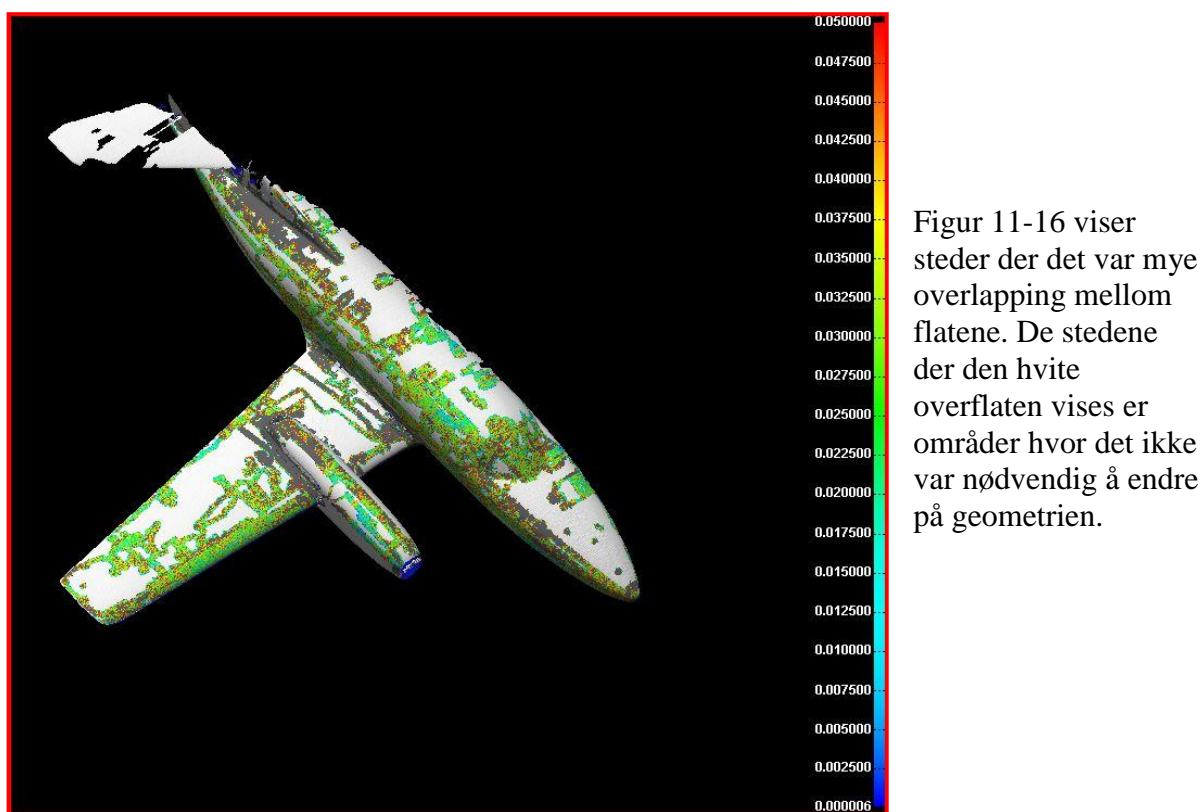 0.050000
0.047500
0.045000
0.042500
0.040000
0.037500
0.035000
0.032500
0.030000
0.027500
0.025000
0.022500
0.020000
0.017500
0.015000
0.012500
0.010000
0.007500
0.005000
0.002500
0.000006
Figur 11-16 viser
steder der det var mye
overlapping mellom
flatene. De stedene
der den hvite
overflaten vises er
områder hvor det ikke
var nødvendig å endre
på geometrien.